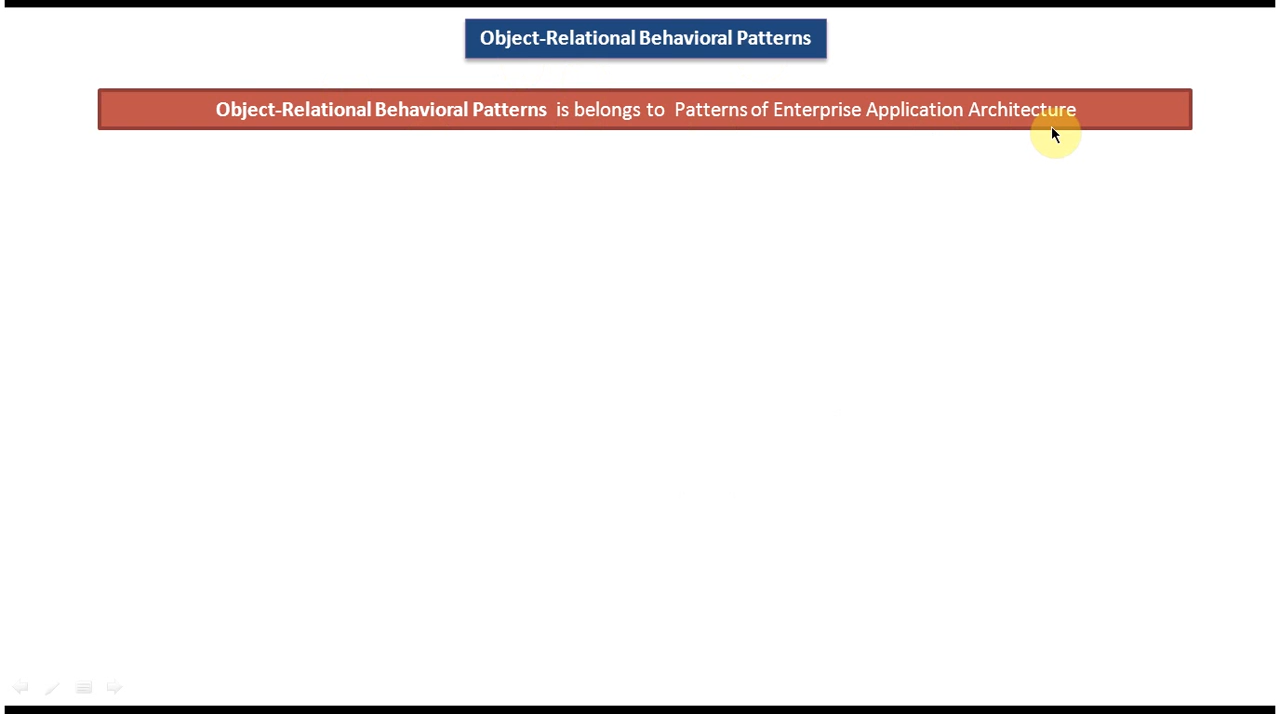 Object-Relational Behavioral Patterns
Object-Relational Behavioral Patterns is belongs to Patterns of Enterprise Application Architecture